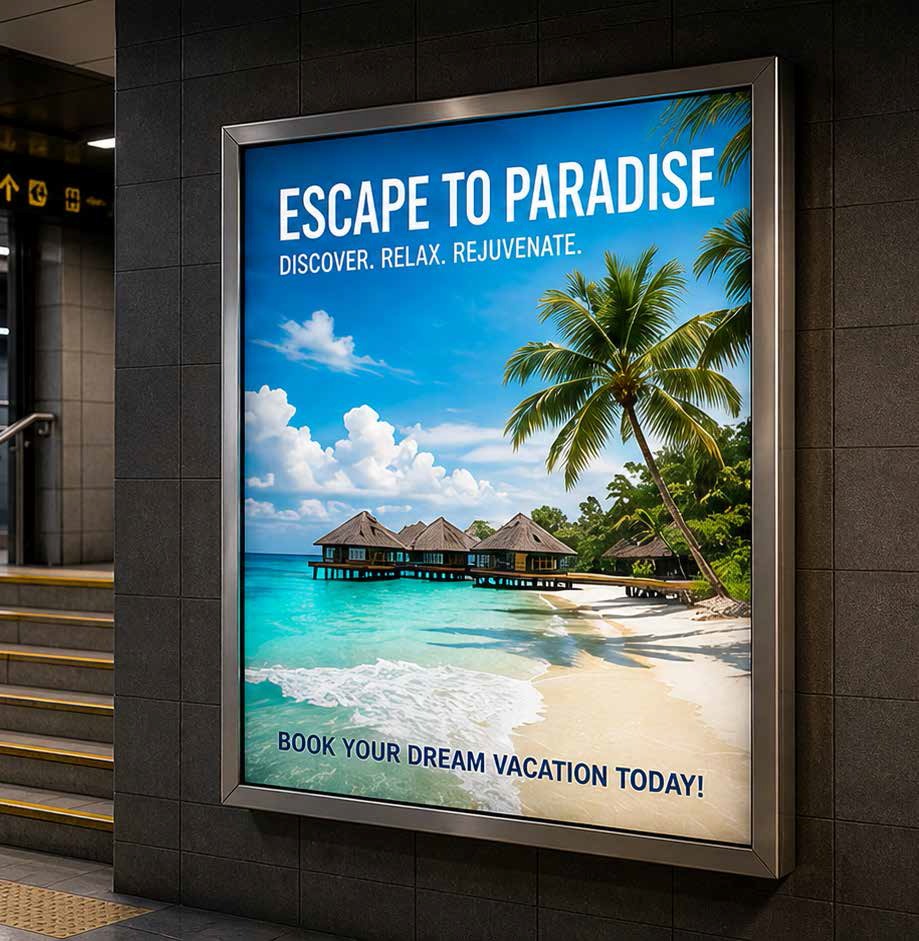 ESCAPE TO PARADISE
DISCOVER. RELAX. REJUVENATE.
BOOK YOUR DREAM VACATION TODAY!